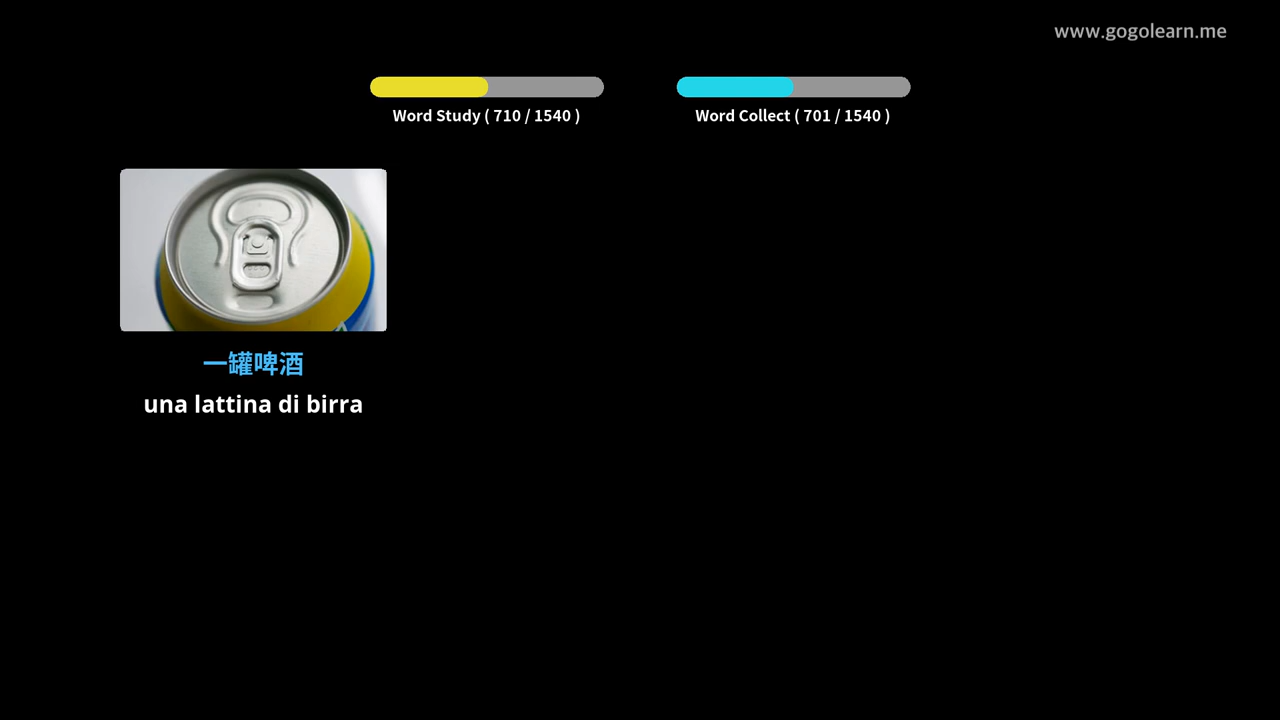 www.gogolearn.me
Word Study ( 710 / 1540 )
Word Collect ( 701 / 1540 )
一罐啤酒
una lattina di birra